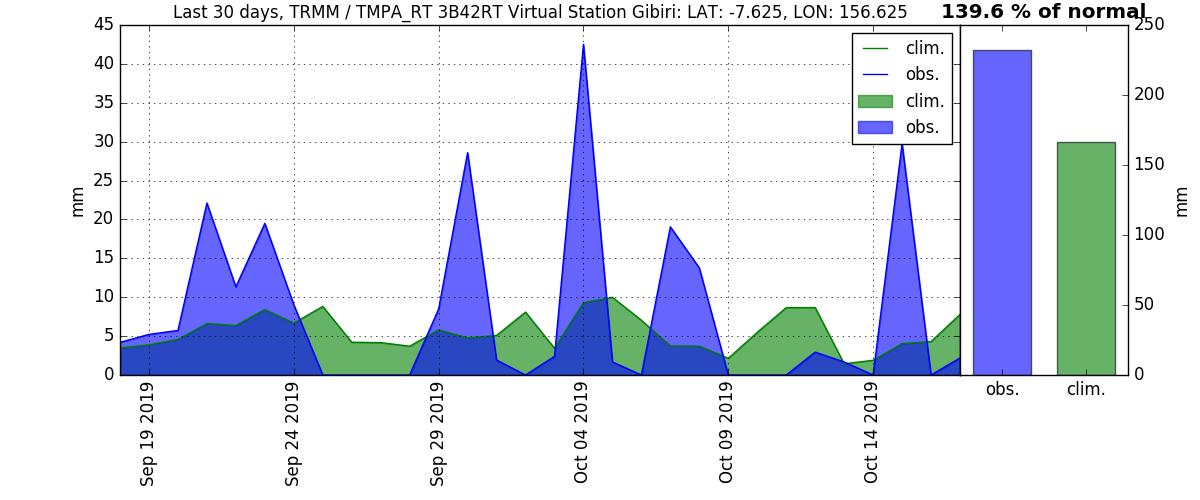 Last 30 days, TRMM / TMPA_RT 3B42RT Virtual Station Gibiri: LAT: -7.625, LON: 156.625
139.6 % of normal
mm
45
40
35
30
25
20
15
10
5
0
clim.
obs.
clim.
obs.
Sep 19 2019
Sep 24 2019
Sep 29 2019
Oct 04 2019
Oct 09 2019
Oct 14 2019
250
200
150
100
50
0
mm
obs.
clim.